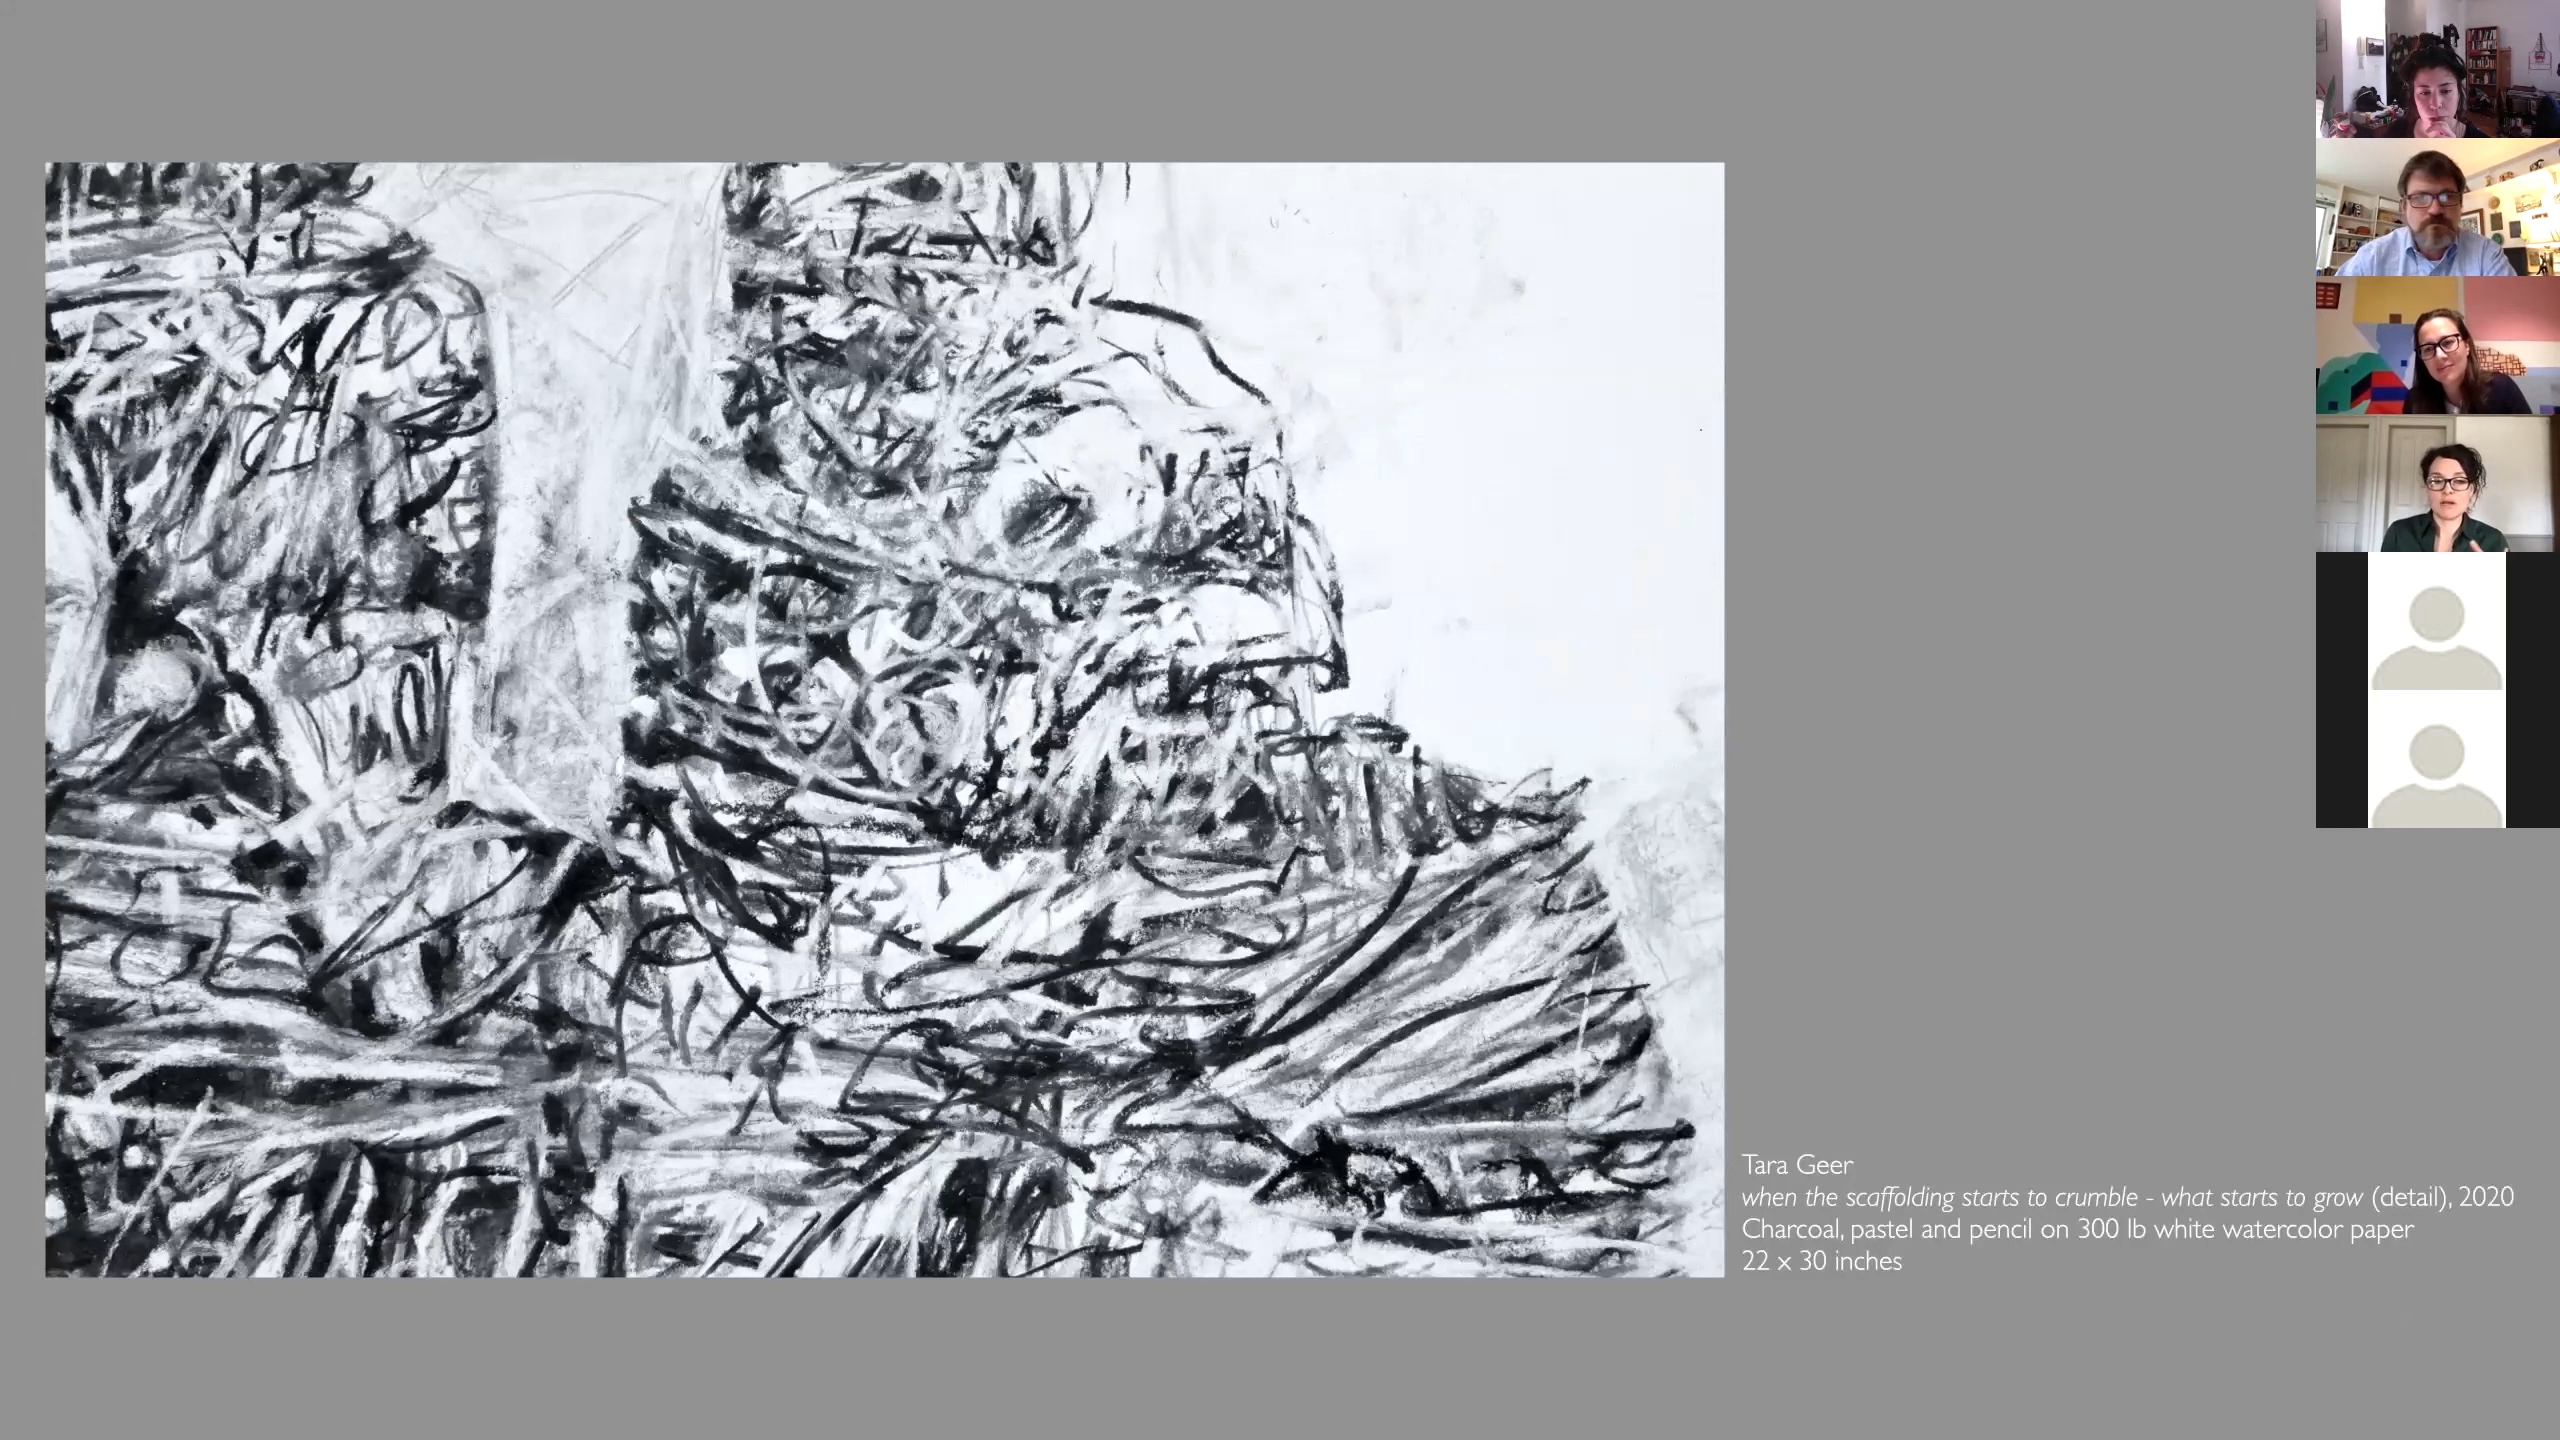 Tara Geer
when the scaffolding starts to crumble - what starts to grow (detail), 2020
Charcoal, pastel and pencil on 300 lb white watercolor paper
22 x 30 inches